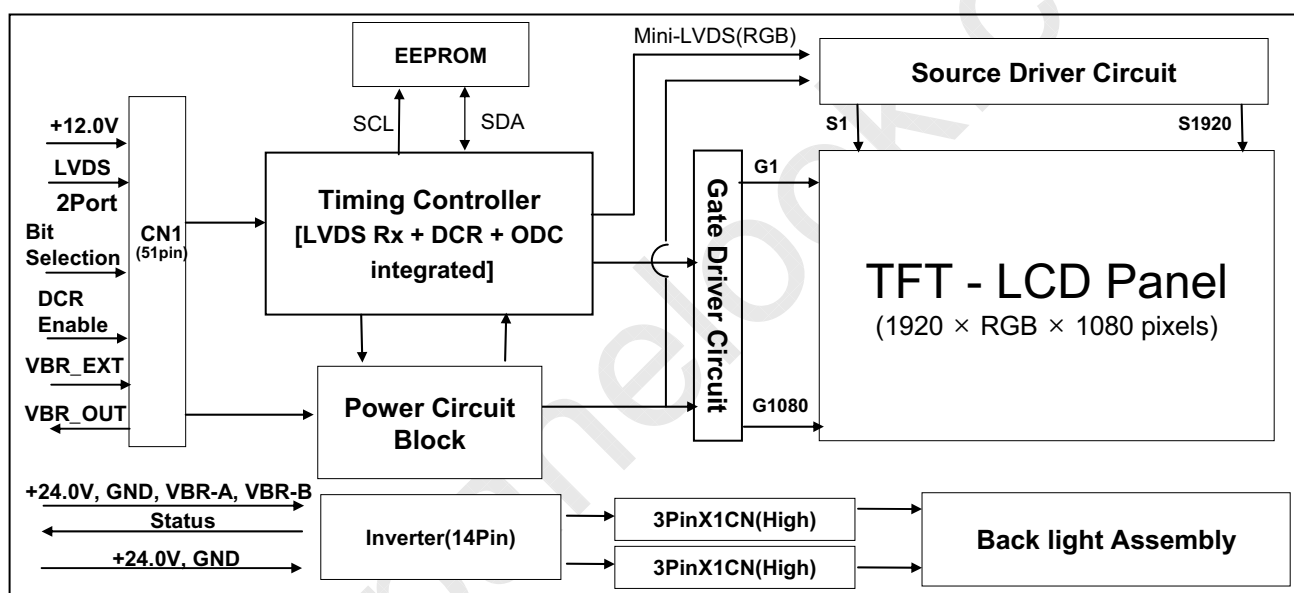 Mini-LVDS(RGB)
EEPROM
Source Driver Circuit
SCL
SDA
S1
S1920
+12.0V
LVDS
2Port
Bit
Selection
DCR
Enable
VBR_EXT
VBR_OUT
CN1
(51pin)
Timing Controller
[LVDS Rx + DCR + ODC
integrated]
Gate Driver Circuit
G1
G1080
TFT - LCD Panel
(1920 × RGB × 1080 pixels)
Power Circuit
Block
+24.0V, GND, VBR-A, VBR-B
Status
+24.0V, GND
Inverter(14Pin)
3PinX1CN(High)
3PinX1CN(High)
Back light Assembly